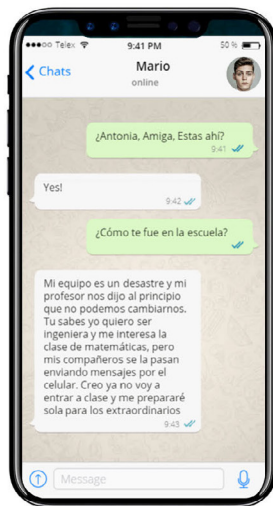 Telex 9:41 PM 50 %
Chats Mario
online
¿Antonia, Amiga, Estas ahí?
9:41
Yes!
9:42
¿Cómo te fue en la escuela?
Mi equipo es un desastre y mi
profesor nos dijo al principio
que no podemos cambiarnos.
Tu sabes yo quiero ser
ingeniera y me interesa la
clase de matemáticas, pero
mis compañeros se la pasan
enviando mensajes por el
celular. Creo ya no voy a
entrar a clase y me prepararé
sola para los extraordinarios
9:43
Message